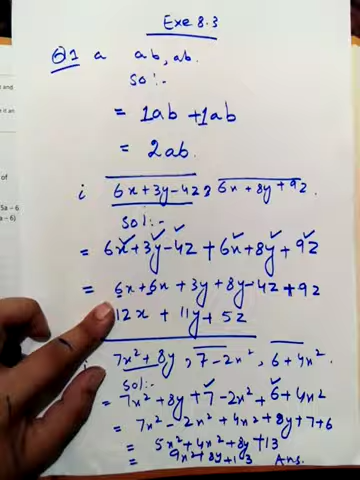 Exe 8.3
Q1 a ab, ab.
Sol:-
= 1ab + 1ab
= 2ab.
i 6x+3y-4z, 6x+8y+9z.
Sol:-
= 6x+3y-4z+6x+8y+9z
= 6x+6x+3y+8y-4z+9z
12x + 11y+5z
7x²+8y, 7-2x², 6+4x².
Sol:-
= 7x²+8y+7-2x²+6+4x²
= 7x²-2x²+4x²+8y+7+6
= 5x²+4x²+8y+13
= 9x²+8y+13 Ans.